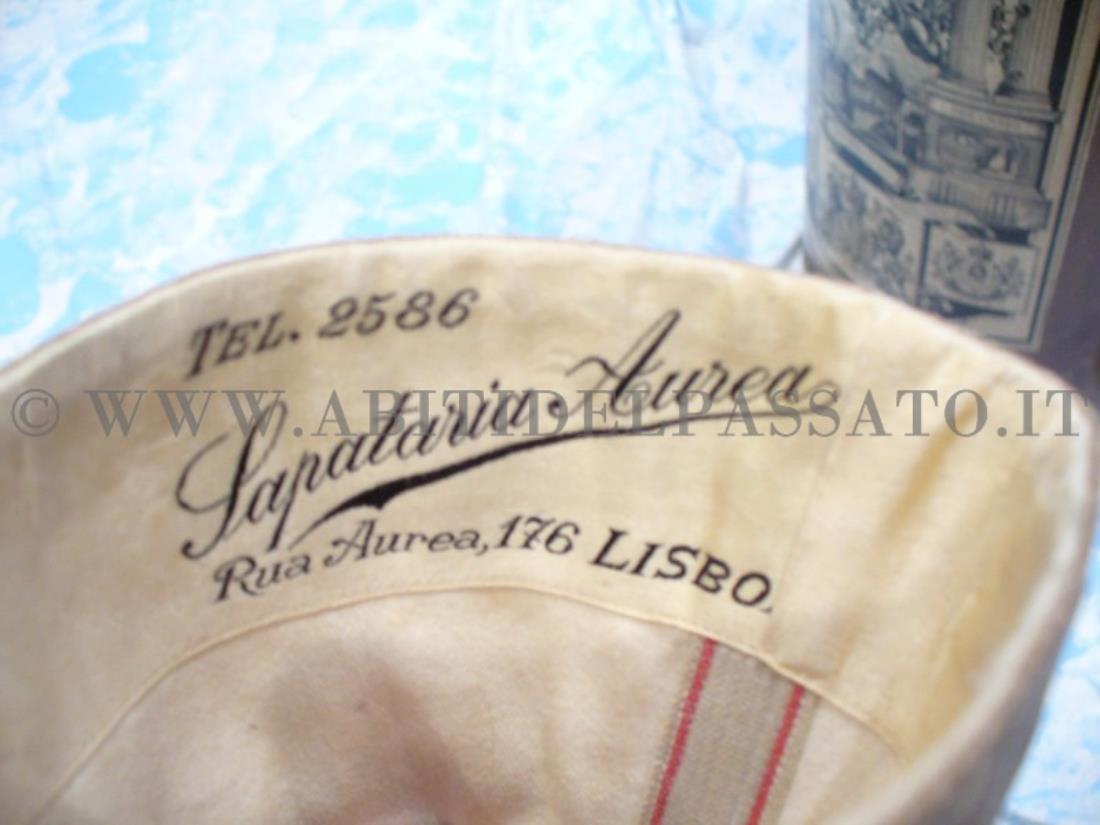 TEL. 2586
Sapataria Aurea
Rua Aurea, 176 LISBO
© WWW.ABITIDELPASSATO.IT